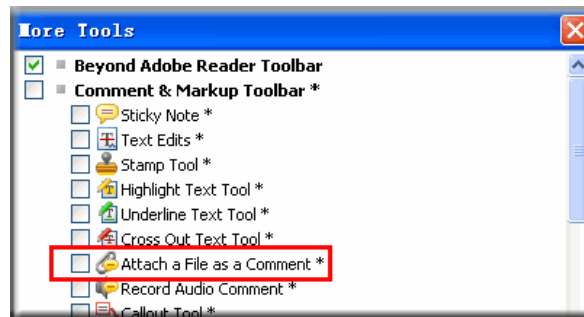 More Tools
Beyond Adobe Reader Toolbar
Comment & Markup Toolbar *
Sticky Note *
Text Edits *
Stamp Tool *
Highlight Text Tool *
Underline Text Tool *
Cross Out Text Tool *
Attach a File as a Comment *
Record Audio Comment *
Callout Tool *